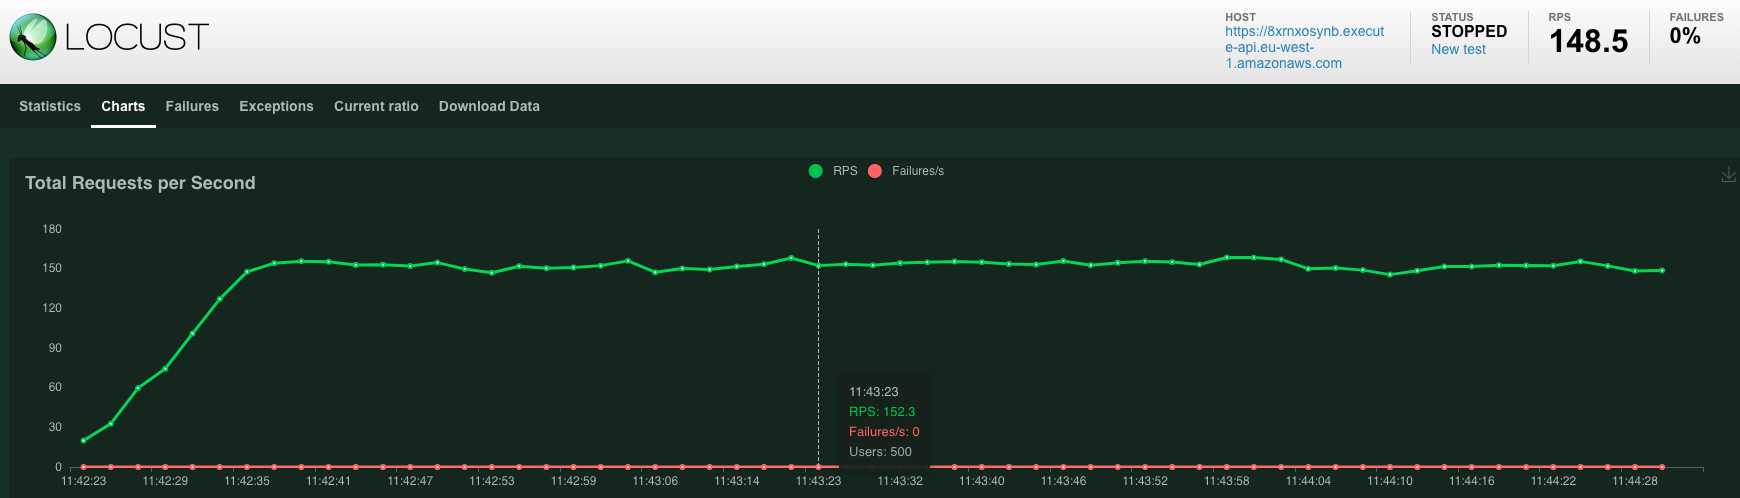 LOCUST
HOST
https://8xrnxosynb.execut
e-api.eu-west-
1.amazonaws.com
STATUS
STOPPED
New test
RPS
148.5
FAILURES
0%
Statistics Charts Failures Exceptions Current ratio Download Data
RPS Failures/s
Total Requests per Second
180
150
120
90
60
30
0
11:43:23
RPS: 152.3
Failures/s: 0
Users: 500
11:42:23 11:42:29 11:42:35 11:42:41 11:42:47 11:42:53 11:42:59 11:43:06 11:43:14 11:43:23 11:43:32 11:43:40 11:43:46 11:43:52 11:43:58 11:44:04 11:44:10 11:44:16 11:44:22 11:44:28